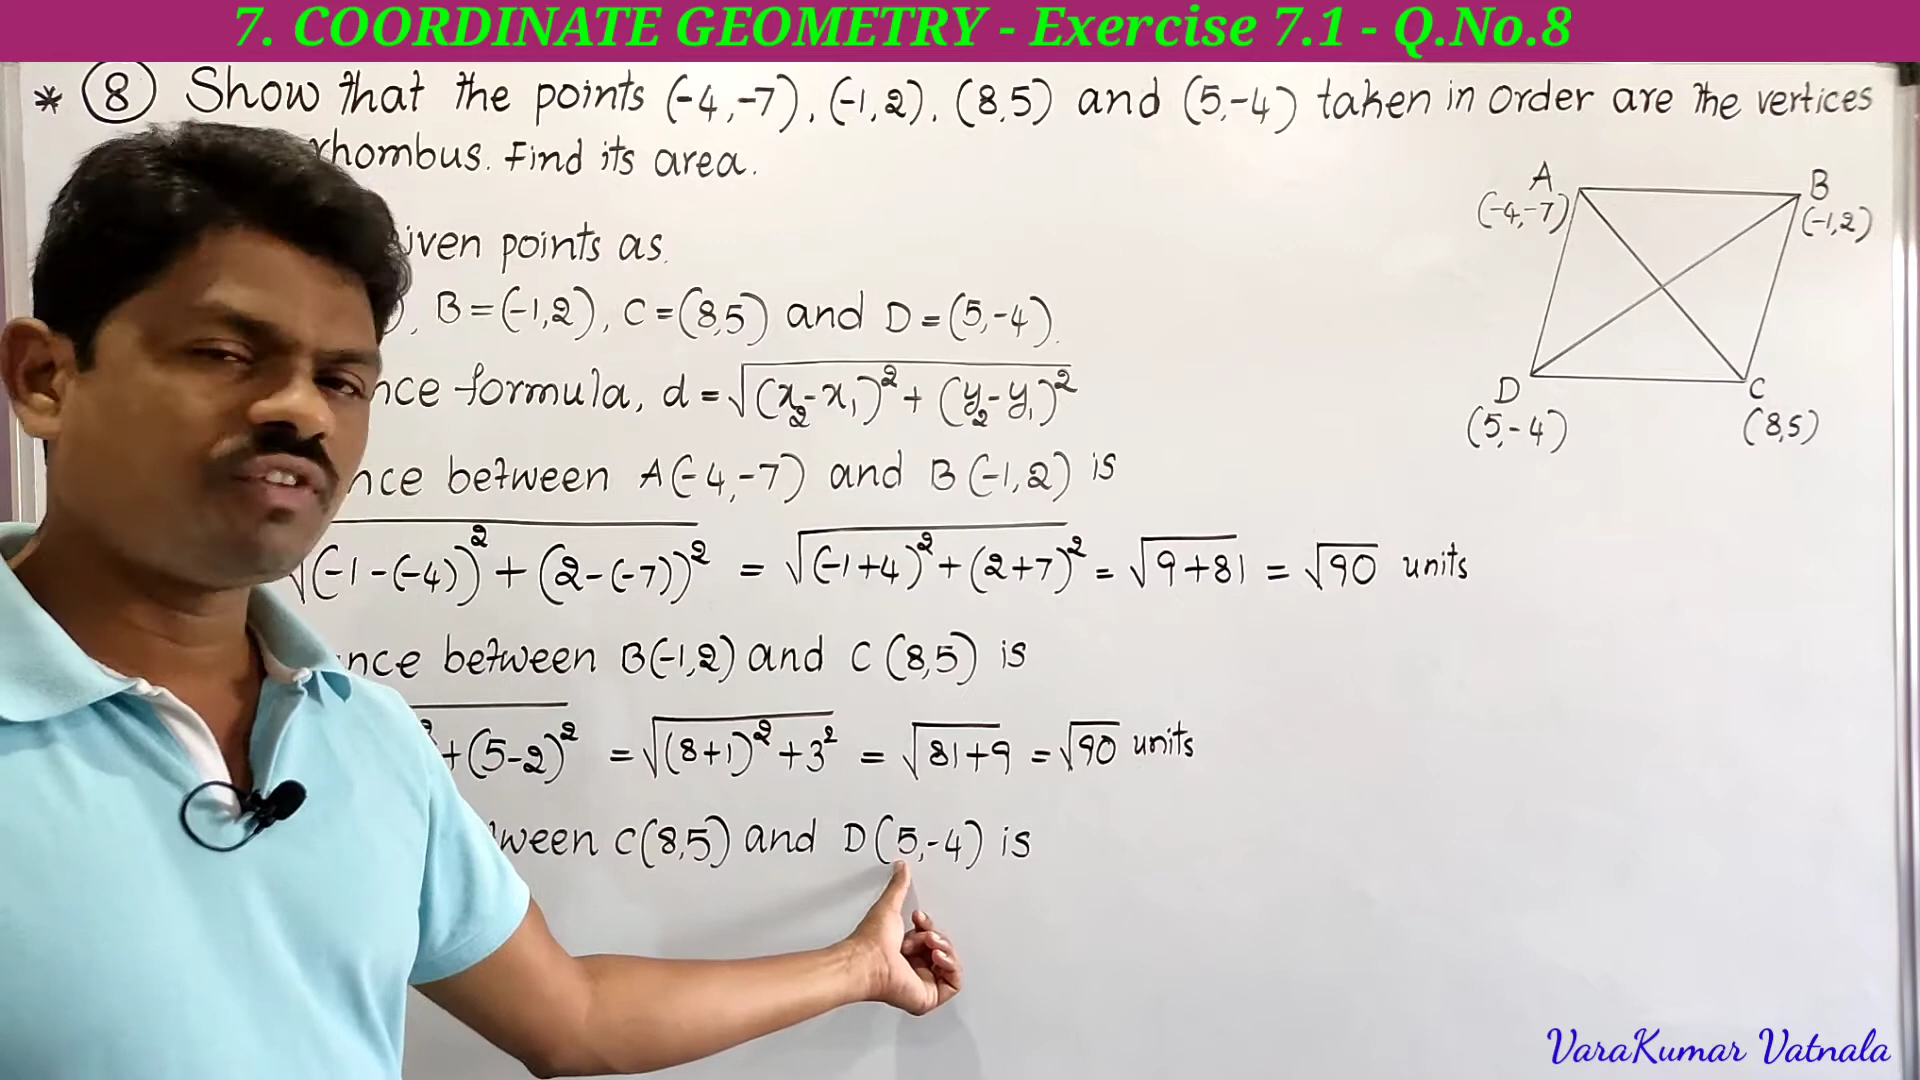 7. COORDINATE GEOMETRY - Exercise 7.1 - Q.No.8
* ⑧ Show that the points (-4,-7), (-1,2), (8,5) and (5,-4) taken in order are the vertices
rhombus. Find its area.
A
(-4,-7)
B
(-1,2)
D
(5,-4)
C
(8,5)
points as.
), B=(-1,2), C=(8,5) and D=(5,-4).
formula, d=√(x₂-x₁)²+(y₂-y₁)²
between A(-4,-7) and B(-1,2) is
√(-1-(-4))²+(2-(-7))² = √(-1+4)²+(2+7)² = √9+81 = √90 units
between B(-1,2) and C(8,5) is
+(5-2)² = √(8+1)²+3² = √81+9 = √90 units
C(8,5) and D(5,-4) is
VaraKumar Vatnala